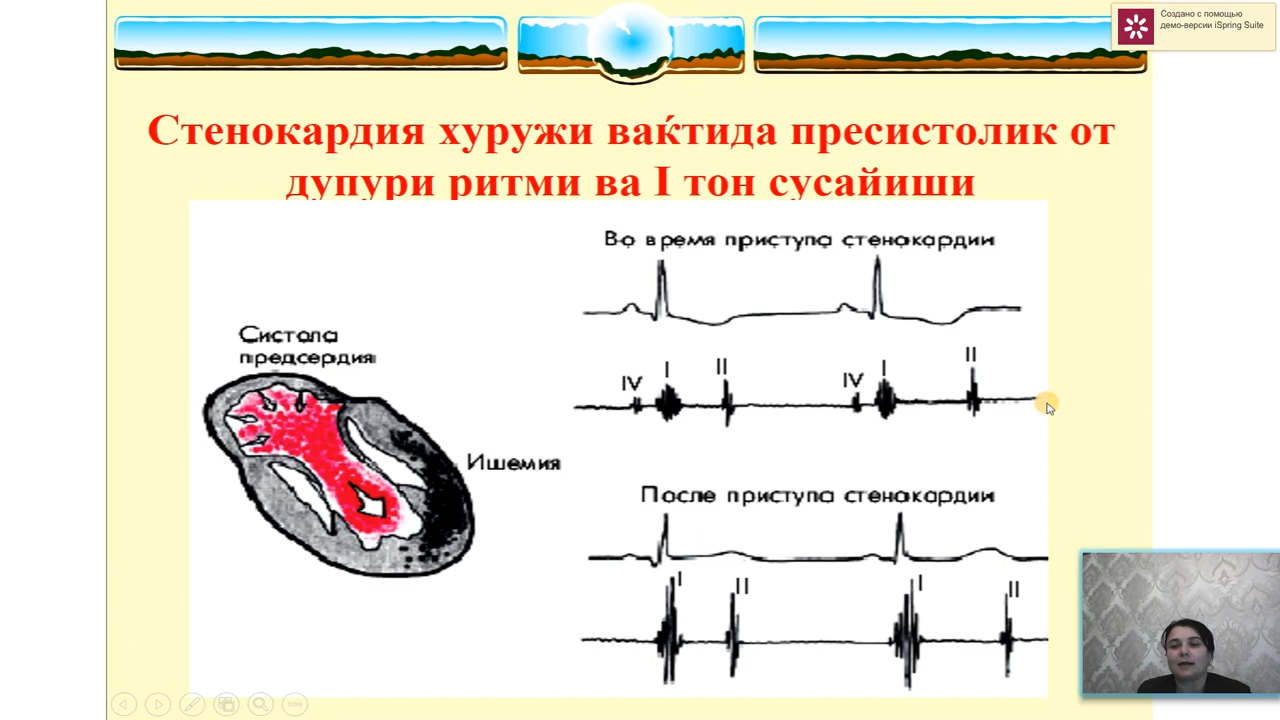 Создано с помощью
демо-версии iSpring Suite
Стенокардия хуружи ваќтида пресистолик от
дупури ритми ва I тон сусайиши
Во время приступа стенокардии
Систола
предсердия
IV I II IV I II
Ишемия
После приступа стенокардии
I II I II